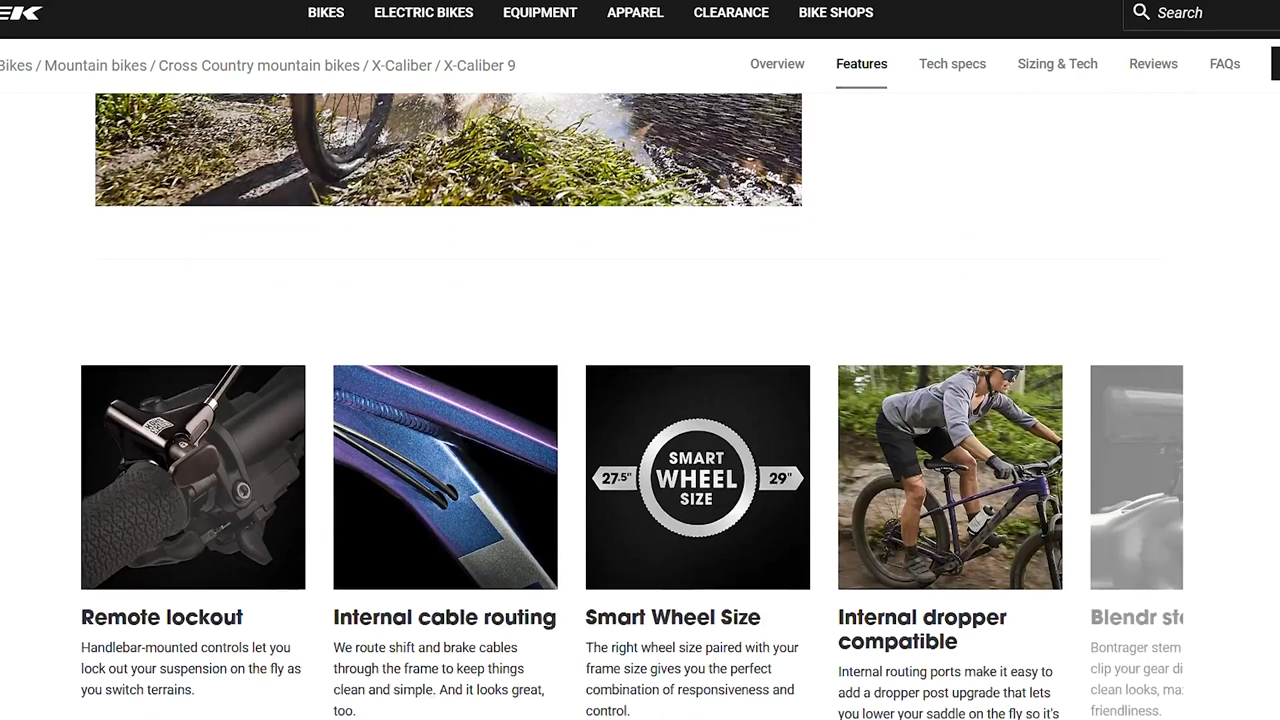 EK
BIKES ELECTRIC BIKES EQUIPMENT APPAREL CLEARANCE BIKE SHOPS Search
Bikes / Mountain bikes / Cross Country mountain bikes / X-Caliber / X-Caliber 9
Overview Features Tech specs Sizing & Tech Reviews FAQs
SMART
27.5" WHEEL 29"
SIZE
Remote lockout
Handlebar-mounted controls let you
lock out your suspension on the fly as
you switch terrains.
Internal cable routing
We route shift and brake cables
through the frame to keep things
clean and simple. And it looks great,
too.
Smart Wheel Size
The right wheel size paired with your
frame size gives you the perfect
combination of responsiveness and
control.
Internal dropper
compatible
Internal routing ports make it easy to
add a dropper post upgrade that lets
you lower your saddle on the fly so it's
Blendr ste
Bontrager stem
clip your gear di
clean looks, ma
friendliness.